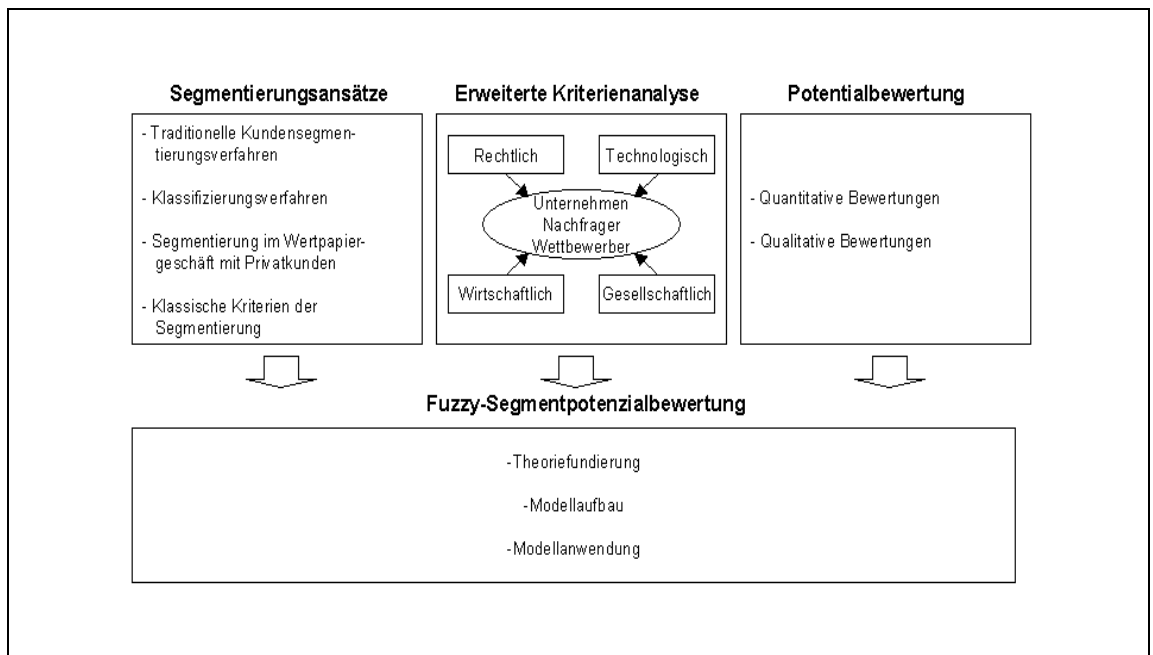 Segmentierungsansätze
- Traditionelle Kundensegmen-
tierungsverfahren
- Klassifizierungsverfahren
- Segmentierung im Wertpapier-
geschäft mit Privatkunden
- Klassische Kriterien der
Segmentierung
Erweiterte Kriterienanalyse
Rechtlich
Technologisch
Unternehmen
Nachfrager
Wettbewerber
Wirtschaftlich
Gesellschaftlich
Potentialbewertung
- Quantitative Bewertungen
- Qualitative Bewertungen
Fuzzy-Segmentpotenzialbewertung
-Theoriefundierung
-Modellaufbau
-Modellanwendung